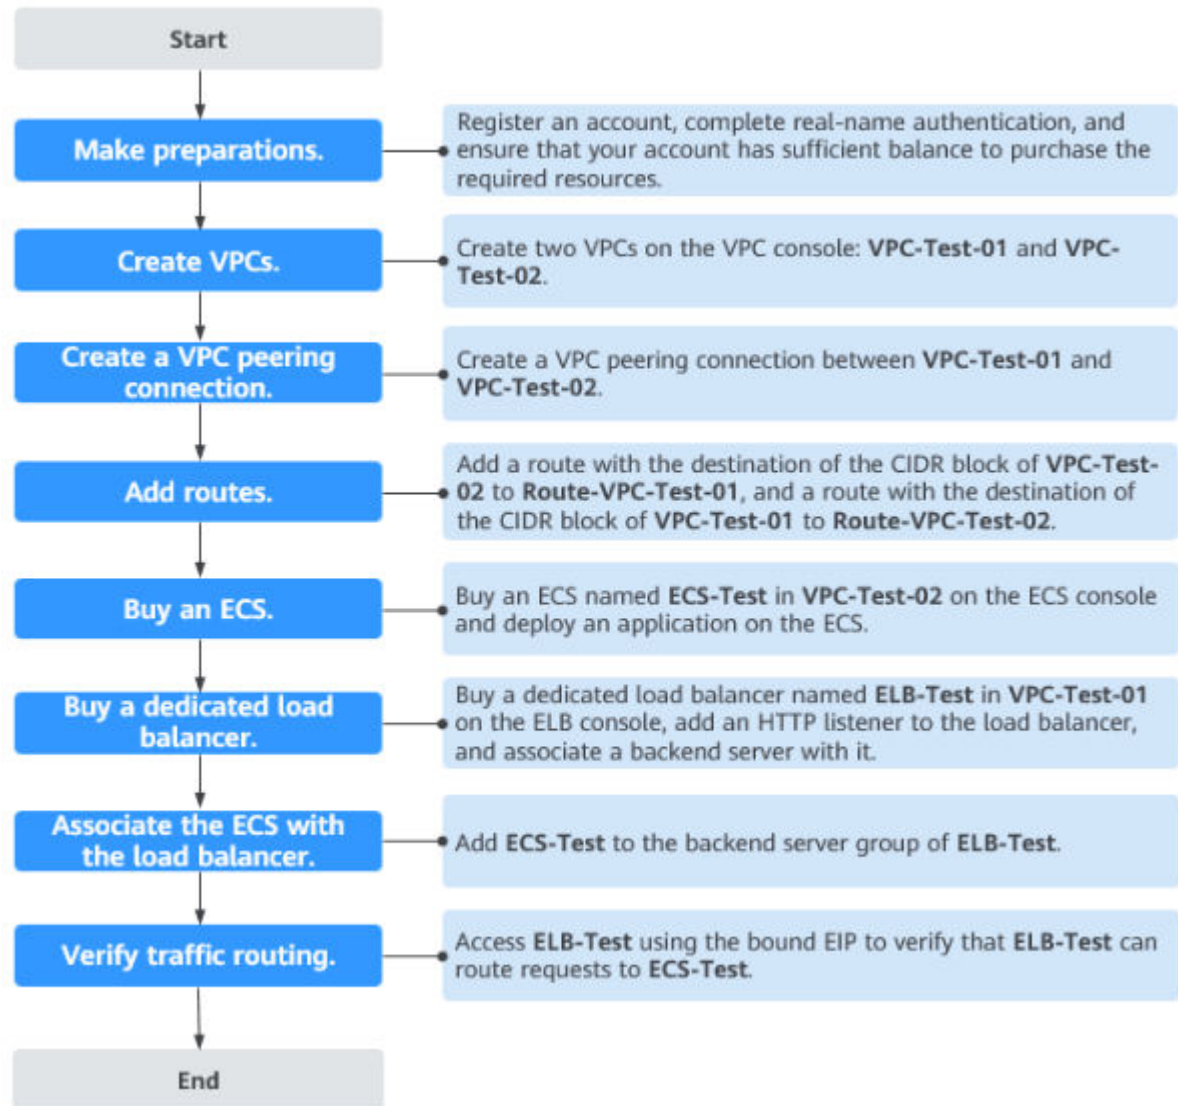 Start
Make preparations.
Register an account, complete real-name authentication, and
ensure that your account has sufficient balance to purchase the
required resources.
Create VPCs.
Create two VPCs on the VPC console: VPC-Test-01 and VPC-
Test-02.
Create a VPC peering
connection.
Create a VPC peering connection between VPC-Test-01 and
VPC-Test-02.
Add routes.
Add a route with the destination of the CIDR block of VPC-Test-
02 to Route-VPC-Test-01, and a route with the destination of
the CIDR block of VPC-Test-01 to Route-VPC-Test-02.
Buy an ECS.
Buy an ECS named ECS-Test in VPC-Test-02 on the ECS console
and deploy an application on the ECS.
Buy a dedicated load
balancer.
Buy a dedicated load balancer named ELB-Test in VPC-Test-01
on the ELB console, add an HTTP listener to the load balancer,
and associate a backend server with it.
Associate the ECS with
the load balancer.
Add ECS-Test to the backend server group of ELB-Test.
Verify traffic routing.
Access ELB-Test using the bound EIP to verify that ELB-Test can
route requests to ECS-Test.
End